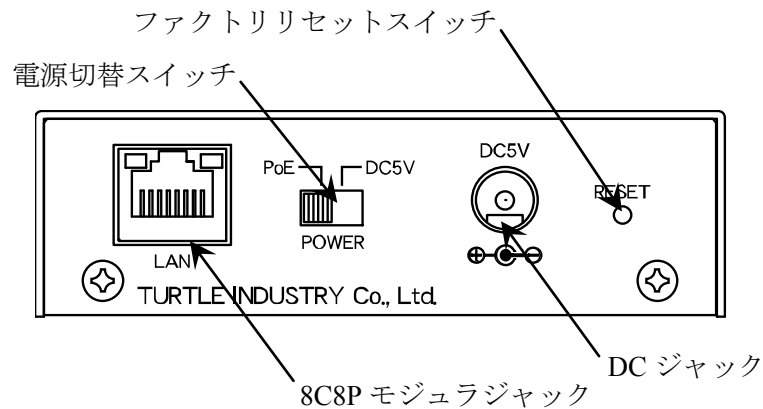 ファクトリリセットスイッチ
電源切替スイッチ
PoE
DC5V
DC5V
RESET
POWER
LAN
TURTLE INDUSTRY Co., Ltd.
DC ジャック
8C8P モジュラジャック